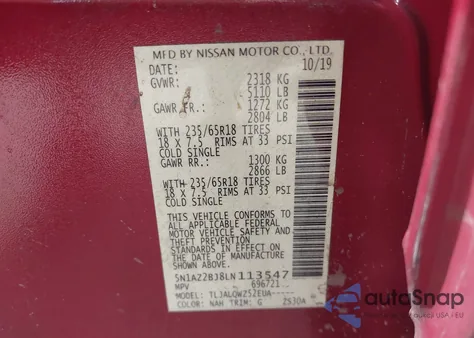 MFD BY NISSAN MOTOR CO., LTD.
DATE: 10/19
GVWR: 2318 KG
5110 LB
GAWR FR.: 1272 KG
2804 LB
WITH 235/65R18 TIRES
18 X 7.5 RIMS AT 33 PSI
COLD SINGLE
GAWR RR.: 1300 KG
2866 LB
WITH 235/65R18 TIRES
18 X 7.5 RIMS AT 33 PSI
COLD SINGLE
THIS VEHICLE CONFORMS TO
ALL APPLICABLE FEDERAL
MOTOR VEHICLE SAFETY AND
STANDARDS IN EFFECT ON
THE DATE OF MANUFACTURE
SHOWN ABOVE.
5N1AZ2BJ8LN113547
MPV 696721
MODEL: TLJALQWZS2EUA-----
COLOR: NAH TRIM: G ZS30A
autoSnap